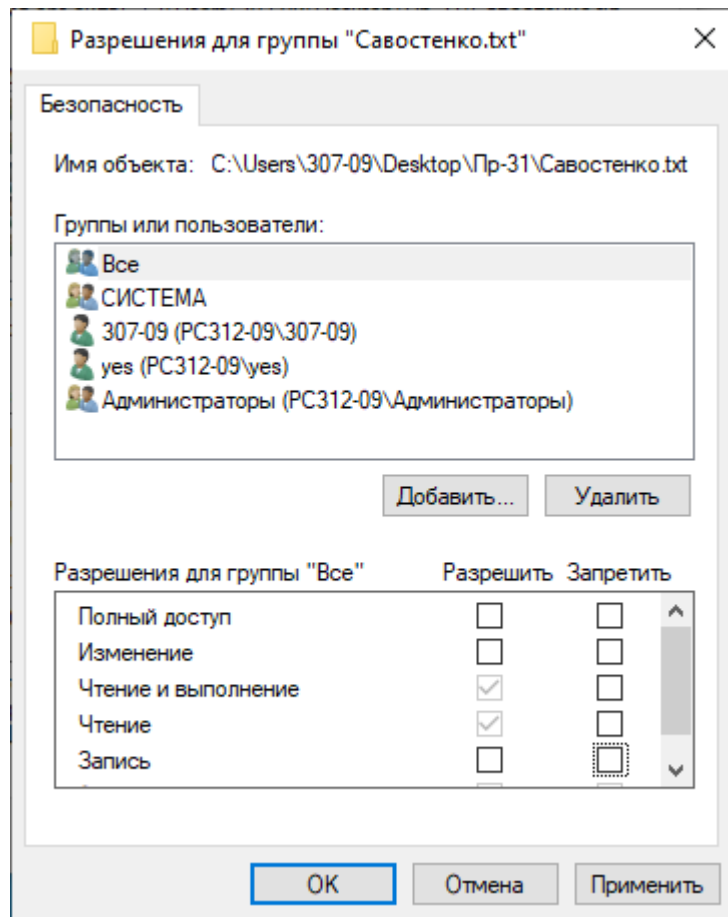 Разрешения для группы "Савостенко.txt"
Безопасность
Имя объекта: C:\Users\307-09\Desktop\Пр-31\Савостенко.txt
Группы или пользователи:
Все
СИСТЕМА
307-09 (PC312-09\307-09)
yes (PC312-09\yes)
Администраторы (PC312-09\Администраторы)
Добавить... Удалить
Разрешения для группы "Все" Разрешить Запретить
Полный доступ
Изменение
Чтение и выполнение
Чтение
Запись
ОК Отмена Применить